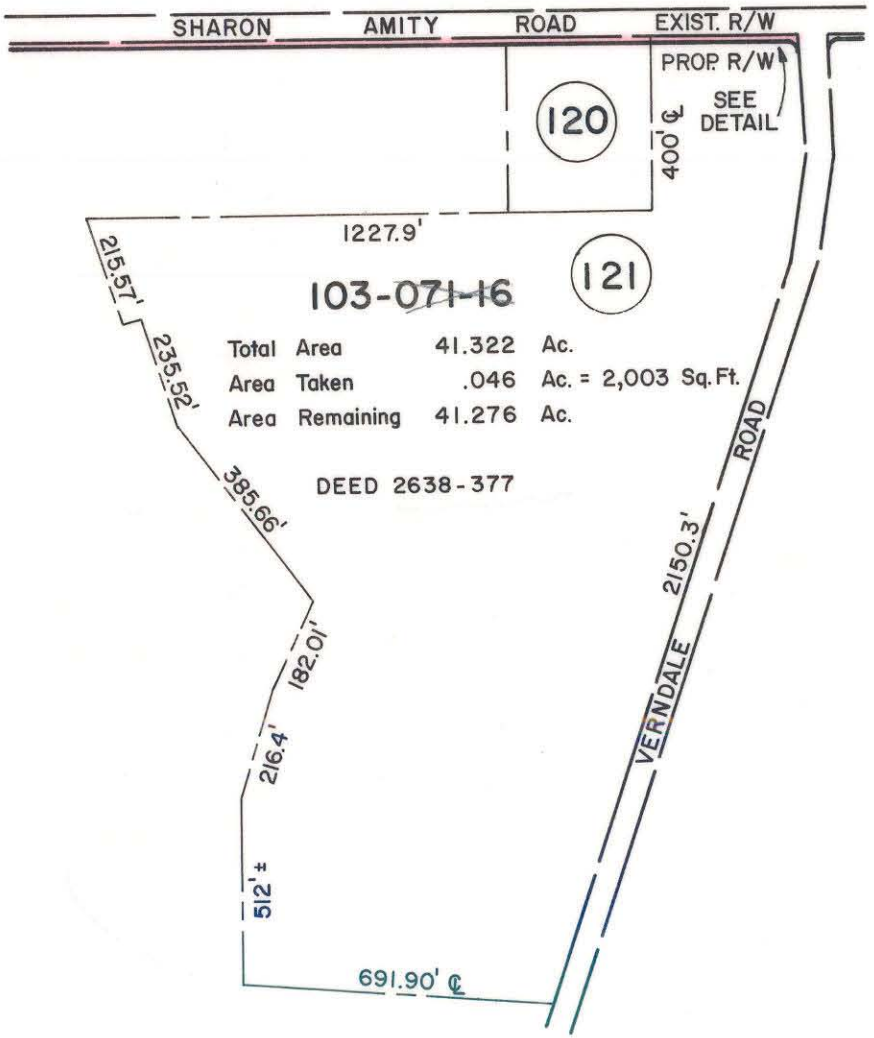 SHARON AMITY ROAD EXIST. R/W
PROP. R/W
SEE
DETAIL
120
400' ℄
1227.9'
121
215.57'
103-071-16
235.52'
Total Area 41.322 Ac.
Area Taken .046 Ac. = 2,003 Sq. Ft.
Area Remaining 41.276 Ac.
385.66'
DEED 2638-377
VERNDALE ROAD
2150.3'
182.01'
216.4'
512' ±
691.90' ℄